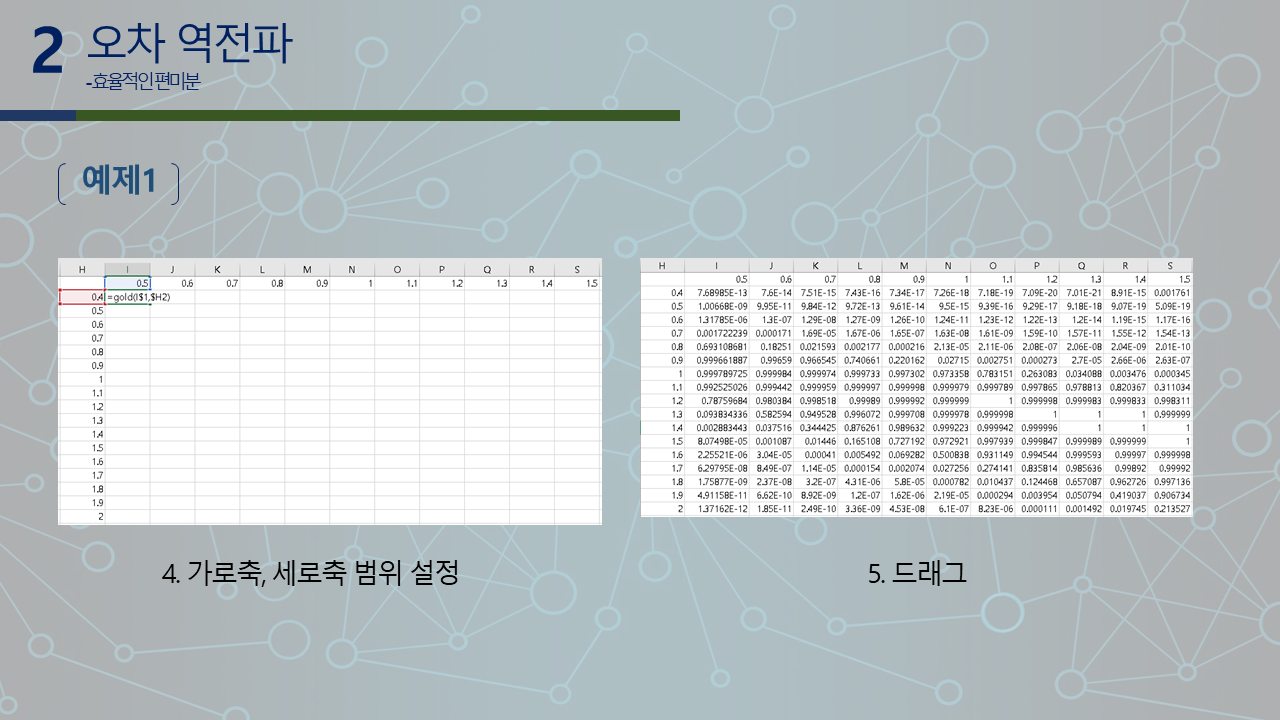 2 오차 역전파
-효율적인 편미분
예제1
H I J K L M N O P Q R S
0.5 0.6 0.7 0.8 0.9 1 1.1 1.2 1.3 1.4 1.5
0.4 =gold(I$1,$H2)
0.5
0.6
0.7
0.8
0.9
1
1.1
1.2
1.3
1.4
1.5
1.6
1.7
1.8
1.9
2
4. 가로축, 세로축 범위 설정
H I J K L M N O P Q R S
0.5 0.6 0.7 0.8 0.9 1 1.1 1.2 1.3 1.4 1.5
0.4 7.68985E-13 7.6E-14 7.51E-15 7.43E-16 7.34E-17 7.26E-18 7.18E-19 7.09E-20 7.01E-21 8.91E-15 0.001761
0.5 1.00668E-09 9.95E-11 9.84E-12 9.72E-13 9.61E-14 9.5E-15 9.39E-16 9.29E-17 9.18E-18 9.07E-19 5.09E-19
0.6 1.31785E-06 1.3E-07 1.29E-08 1.27E-09 1.26E-10 1.24E-11 1.23E-12 1.22E-13 1.2E-14 1.19E-15 1.17E-16
0.7 0.001722239 0.000171 1.69E-05 1.67E-06 1.65E-07 1.63E-08 1.61E-09 1.59E-10 1.57E-11 1.55E-12 1.54E-13
0.8 0.693108681 0.18251 0.021593 0.002177 0.000216 2.13E-05 2.11E-06 2.08E-07 2.06E-08 2.04E-09 2.01E-10
0.9 0.999661887 0.99659 0.966545 0.740661 0.220162 0.02715 0.002751 0.000273 2.7E-05 2.66E-06 2.63E-07
1 0.999789725 0.999984 0.999974 0.999733 0.997302 0.973358 0.783151 0.263083 0.034088 0.003476 0.000345
1.1 0.992525026 0.999442 0.999959 0.999997 0.999998 0.999979 0.999789 0.997865 0.978813 0.820367 0.311034
1.2 0.78759684 0.980384 0.998518 0.99989 0.999992 0.999999 1 0.999998 0.999983 0.999833 0.998311
1.3 0.093834336 0.582594 0.949528 0.996072 0.999708 0.999978 0.999998 1 1 1 0.999999
1.4 0.002883443 0.037516 0.344425 0.876261 0.989632 0.999223 0.999942 0.999996 1 1 1
1.5 8.07498E-05 0.001087 0.01446 0.165108 0.727192 0.972921 0.997939 0.999847 0.999989 0.999999 1
1.6 2.25521E-06 3.04E-05 0.00041 0.005492 0.069282 0.500838 0.931149 0.994544 0.999593 0.99997 0.999998
1.7 6.29795E-08 8.49E-07 1.14E-05 0.000154 0.002074 0.027256 0.274141 0.835814 0.985636 0.99892 0.99992
1.8 1.75877E-09 2.37E-08 3.2E-07 4.31E-06 5.8E-05 0.000782 0.010437 0.124468 0.657087 0.962726 0.997136
1.9 4.91158E-11 6.62E-10 8.92E-09 1.2E-07 1.62E-06 2.19E-05 0.000294 0.003954 0.050794 0.419037 0.906734
2 1.37162E-12 1.85E-11 2.49E-10 3.36E-09 4.53E-08 6.1E-07 8.23E-06 0.000111 0.001492 0.019745 0.213527
5. 드래그